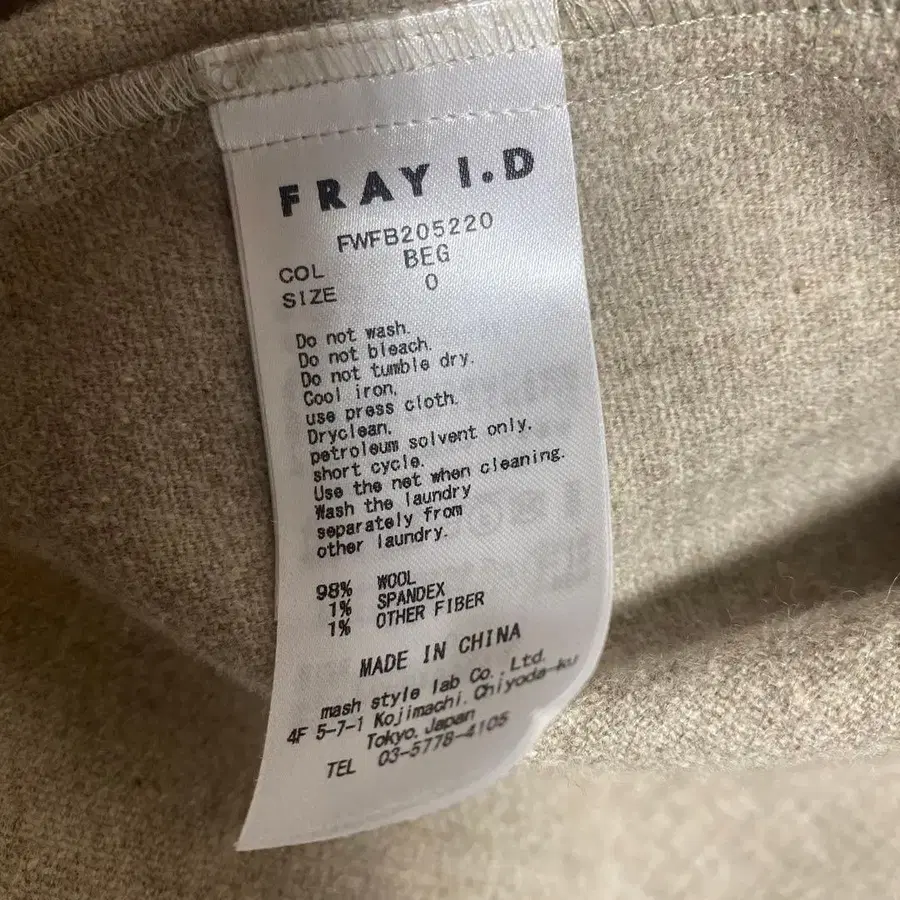 FRAY I.D
FWFB205220
COL BEG
SIZE 0
Do not wash.
Do not bleach.
Do not tumble dry.
Cool iron,
use press cloth.
Dryclean,
petroleum solvent only.
short cycle.
Use the net when cleaning.
Wash the laundry
separately from
other laundry.
98% WOOL
1% SPANDEX
1% OTHER FIBER
MADE IN CHINA
mash style lab Co., Ltd.
4F 5-7-1 Kojimachi. Chiyoda-ku
Tokyo, Japan
TEL 03-5778-4105